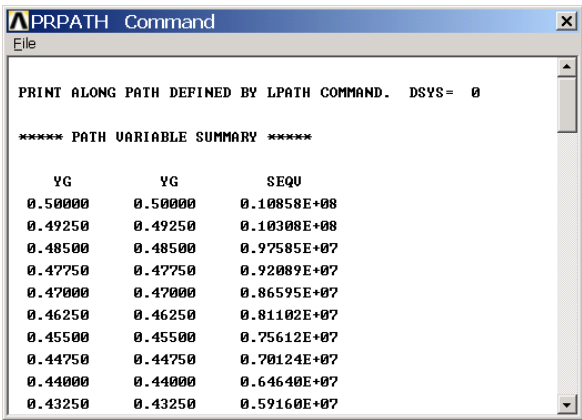 PRPATH Command
File
PRINT ALONG PATH DEFINED BY LPATH COMMAND. DSYS= 0
***** PATH VARIABLE SUMMARY *****
YG YG SEQV
0.50000 0.50000 0.10858E+08
0.49250 0.49250 0.10308E+08
0.48500 0.48500 0.97585E+07
0.47750 0.47750 0.92089E+07
0.47000 0.47000 0.86595E+07
0.46250 0.46250 0.81102E+07
0.45500 0.45500 0.75612E+07
0.44750 0.44750 0.70124E+07
0.44000 0.44000 0.64640E+07
0.43250 0.43250 0.59160E+07